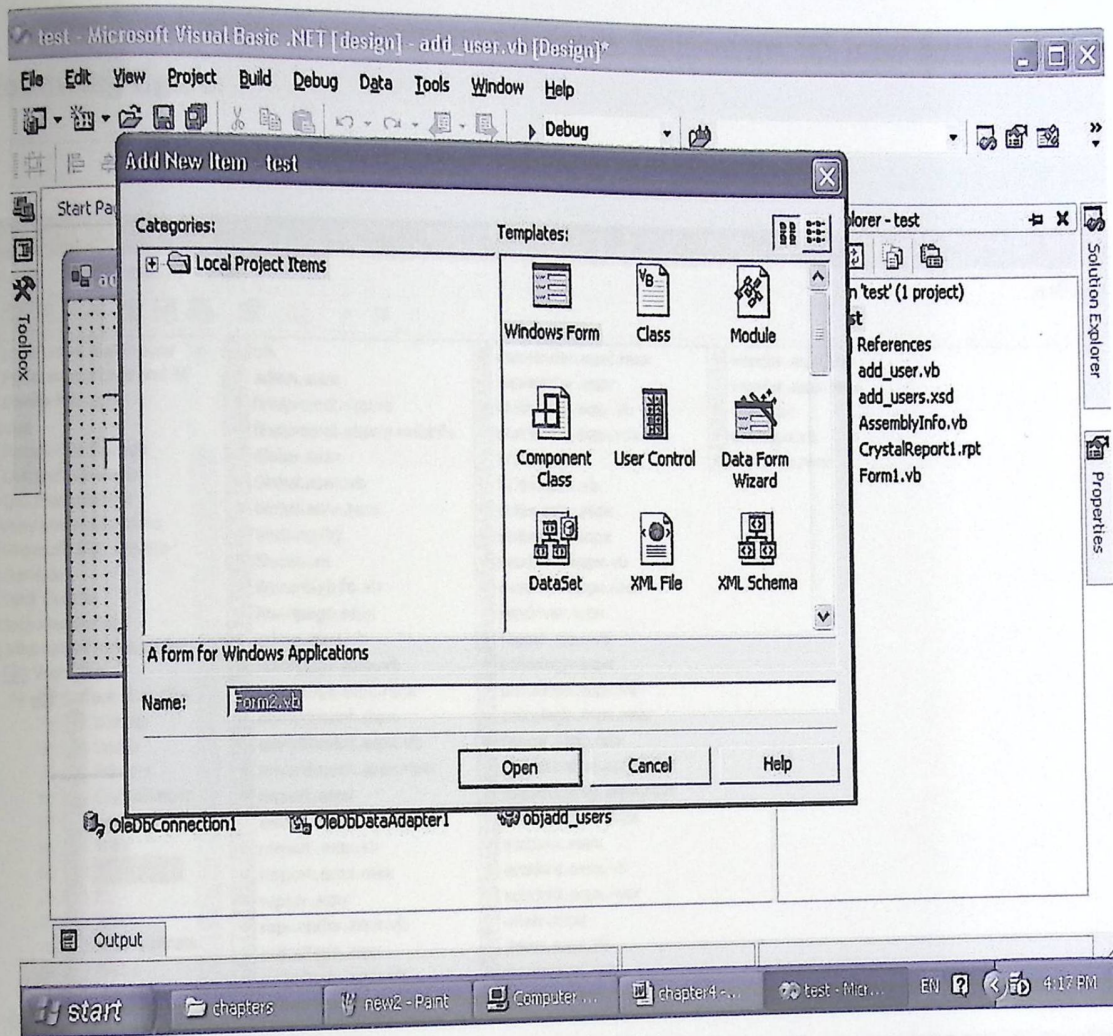 test - Microsoft Visual Basic .NET [design] - add_user.vb [Design]*
File Edit View Project Build Debug Data Tools Window Help
Debug
Add New Item - test
Start Pa
Categories:
Templates:
plorer - test
Local Project Items
Windows Form
Class
Module
n 'test' (1 project)
st
References
add_user.vb
add_users.xsd
AssemblyInfo.vb
CrystalReport1.rpt
Form1.vb
Toolbox
Solution Explorer
Properties
Component Class
User Control
Data Form Wizard
DataSet
XML File
XML Schema
A form for Windows Applications
Name: Form2.vb
Open Cancel Help
OleDbConnection1 OleDbDataAdapter1 objadd_users
Output
start chapters new2 - Paint Computer ... chapter4 -... test - Micr... EN 4:17 PM